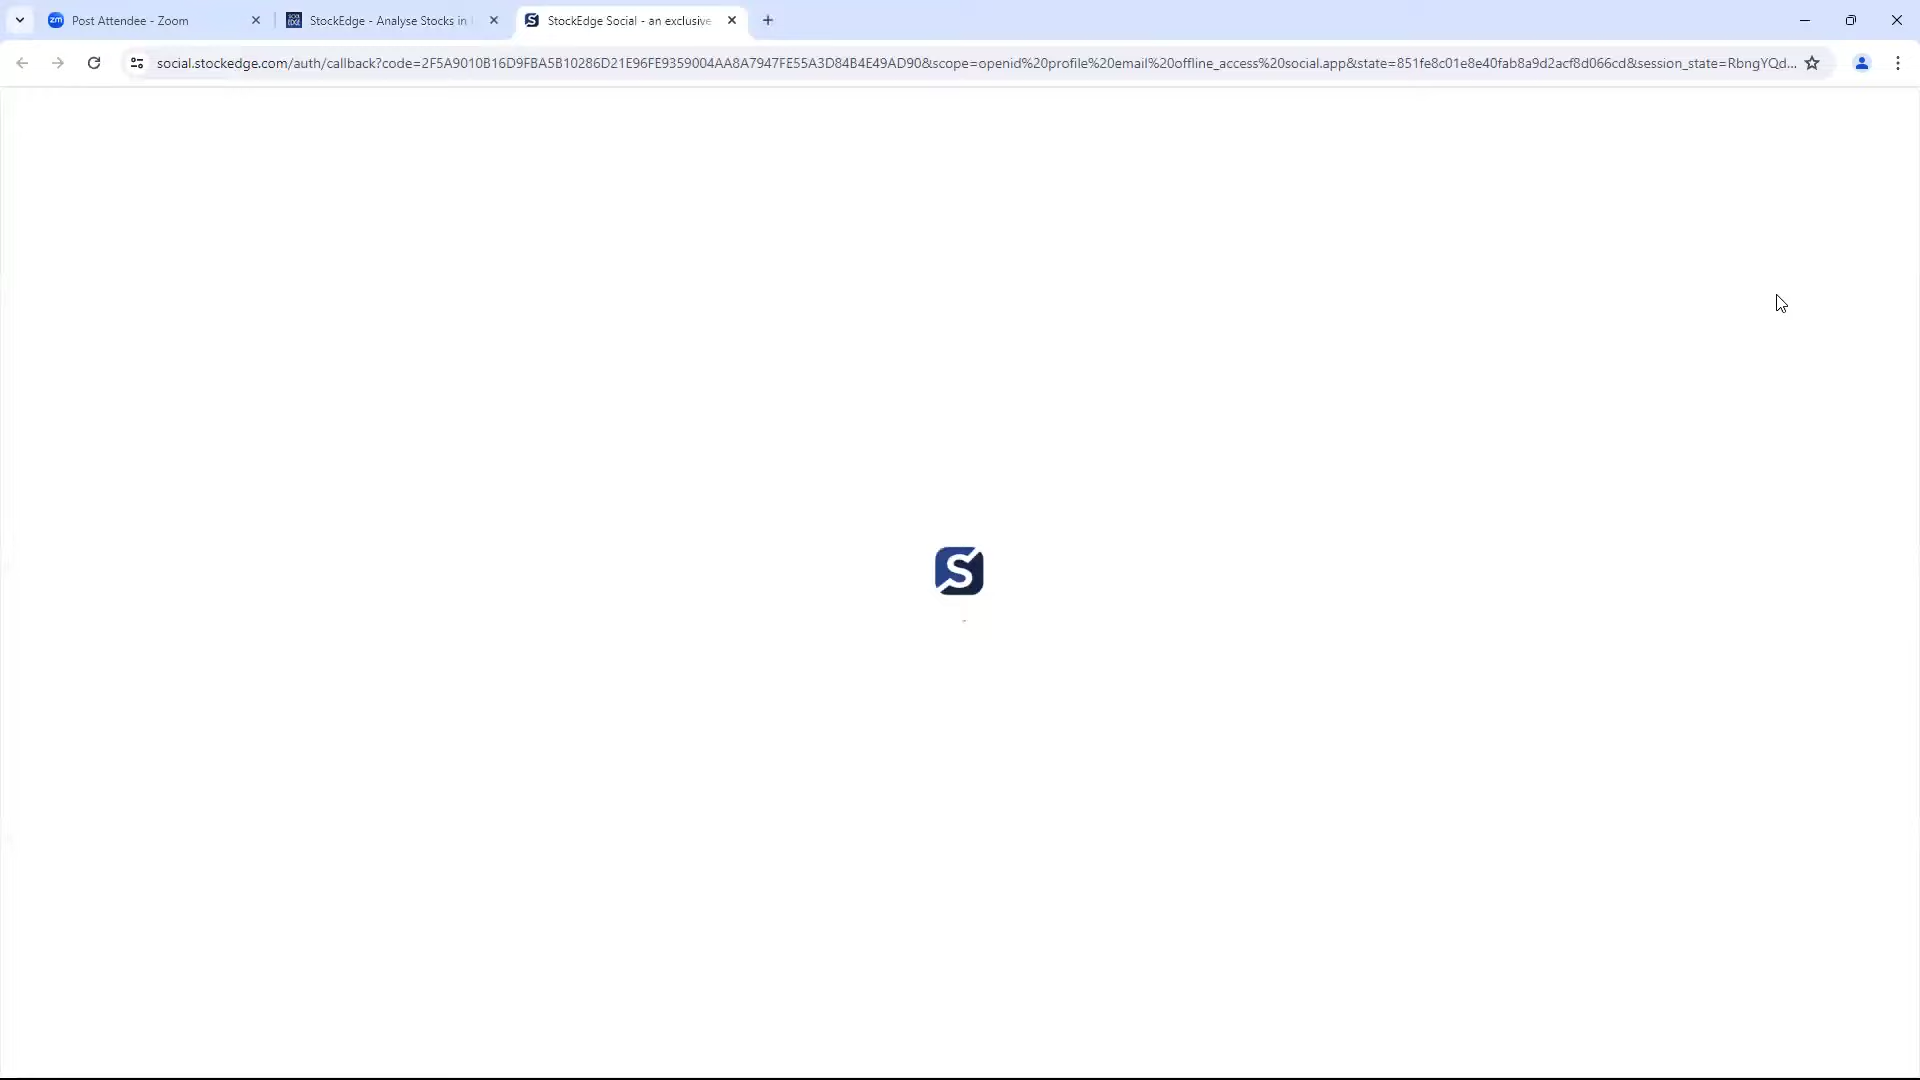 zm Post Attendee - Zoom
StockEdge - Analyse Stocks in
StockEdge Social - an exclusive
social.stockedge.com/auth/callback?code=2F5A9010B16D9FBA5B10286D21E96FE9359004AA8A7947FE55A3D84B4E49AD90&scope=openid%20profile%20email%20offline_access%20social.app&state=851fe8c01e8e40fab8a9d2acf8d066cd&session_state=RbngYQd...
S